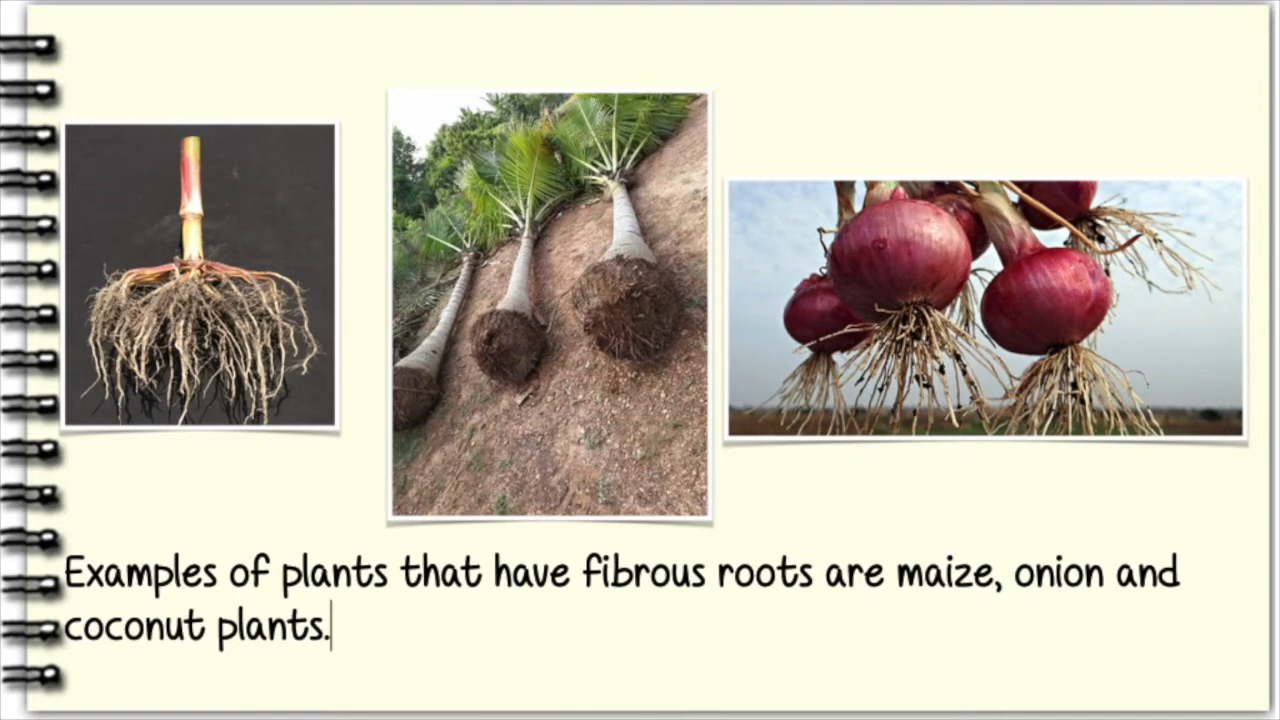 Examples of plants that have fibrous roots are maize, onion and
coconut plants.